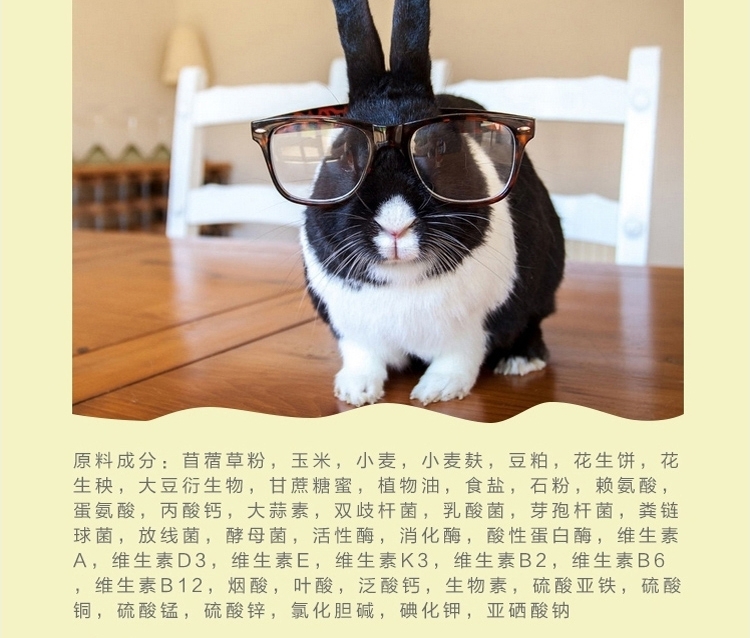 原料成分：苜蓿草粉，玉米，小麦，小麦麸，豆粕，花生饼，花
生秧，大豆衍生物，甘蔗糖蜜，植物油，食盐，石粉，赖氨酸，
蛋氨酸，丙酸钙，大蒜素，双歧杆菌，乳酸菌，芽孢杆菌，粪链
球菌，放线菌，酵母菌，活性酶，消化酶，酸性蛋白酶，维生素
A，维生素D3，维生素E，维生素K3，维生素B2，维生素B6
，维生素B12，烟酸，叶酸，泛酸钙，生物素，硫酸亚铁，硫酸
铜，硫酸锰，硫酸锌，氯化胆碱，碘化钾，亚硒酸钠